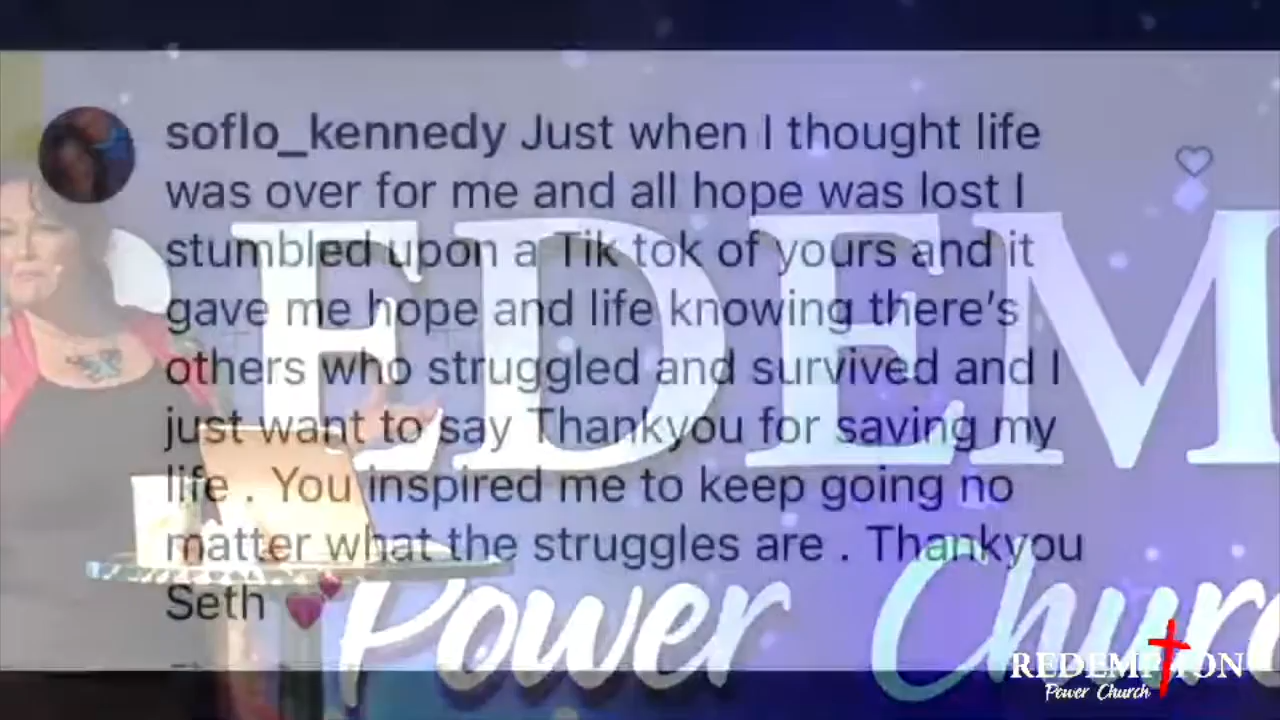 soflo_kennedy Just when I thought life
was over for me and all hope was lost I
stumbled upon a Tik tok of yours and it
gave me hope and life knowing there's
others who struggled and survived and I
just want to say Thankyou for saving my
life . You inspired me to keep going no
matter what the struggles are . Thankyou
Seth 💕
EDEM
Power Churc
REDEMPTION
Power Church